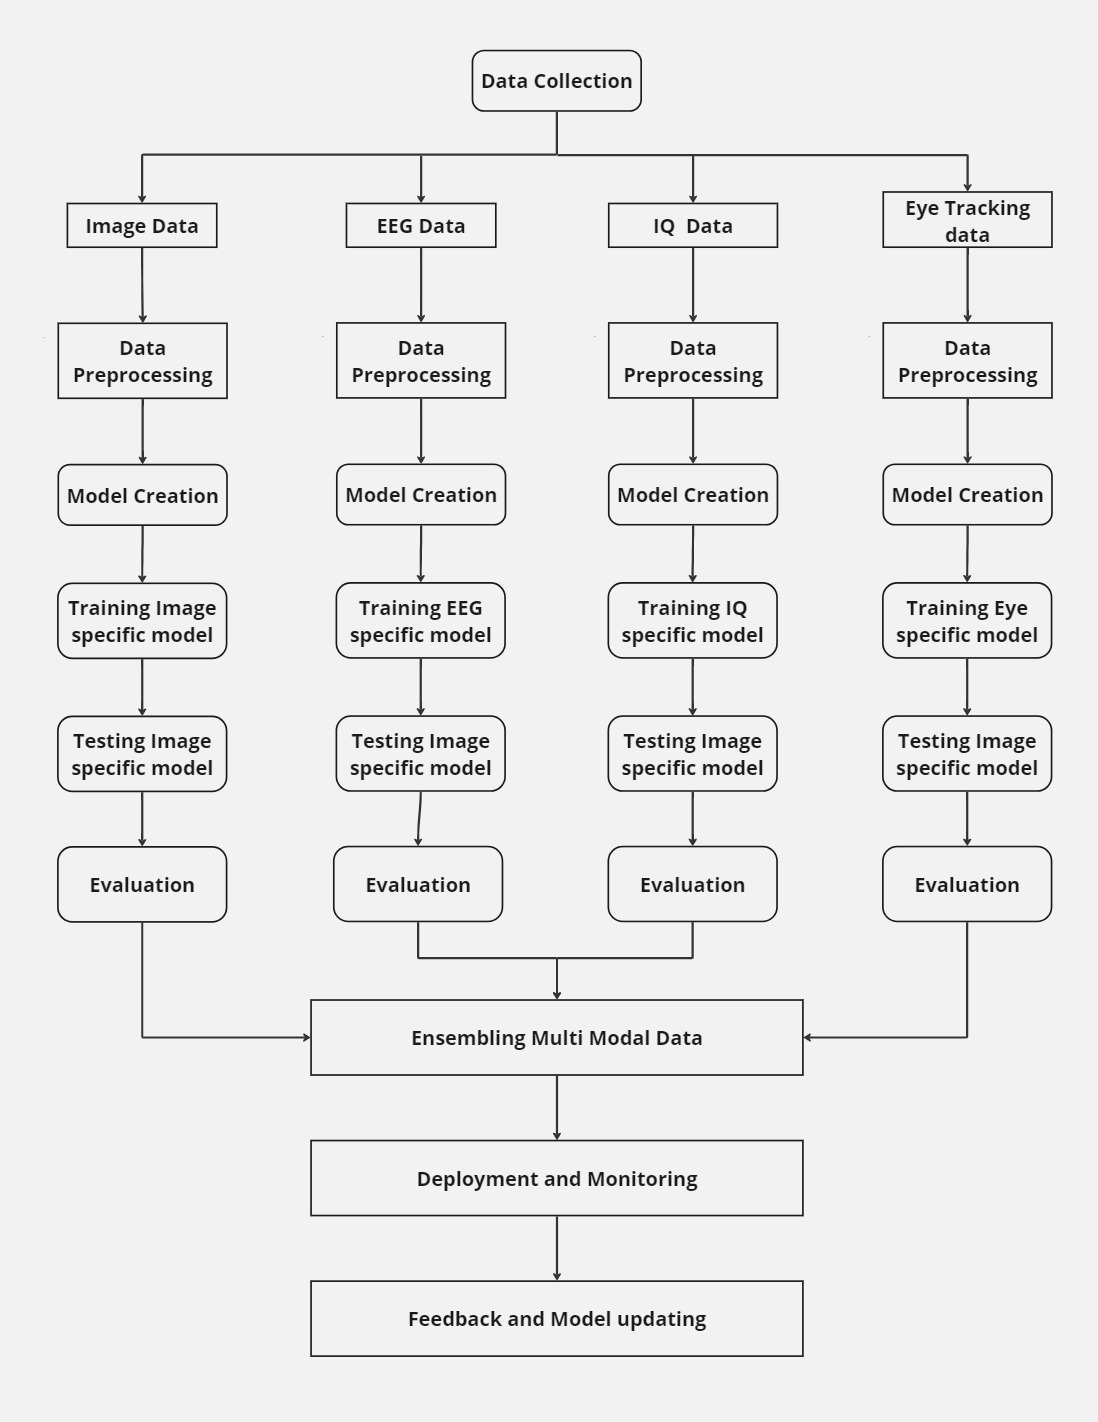 Data Collection
Image Data
EEG Data
IQ  Data
Eye Tracking
data
Data
Preprocessing
Data
Preprocessing
Data
Preprocessing
Data
Preprocessing
Model Creation
Model Creation
Model Creation
Model Creation
Training Image
specific model
Training EEG
specific model
Training IQ
specific model
Training Eye
specific model
Testing Image
specific model
Testing Image
specific model
Testing Image
specific model
Testing Image
specific model
Evaluation
Evaluation
Evaluation
Evaluation
Ensembling Multi Modal Data
Deployment and Monitoring
Feedback and Model updating